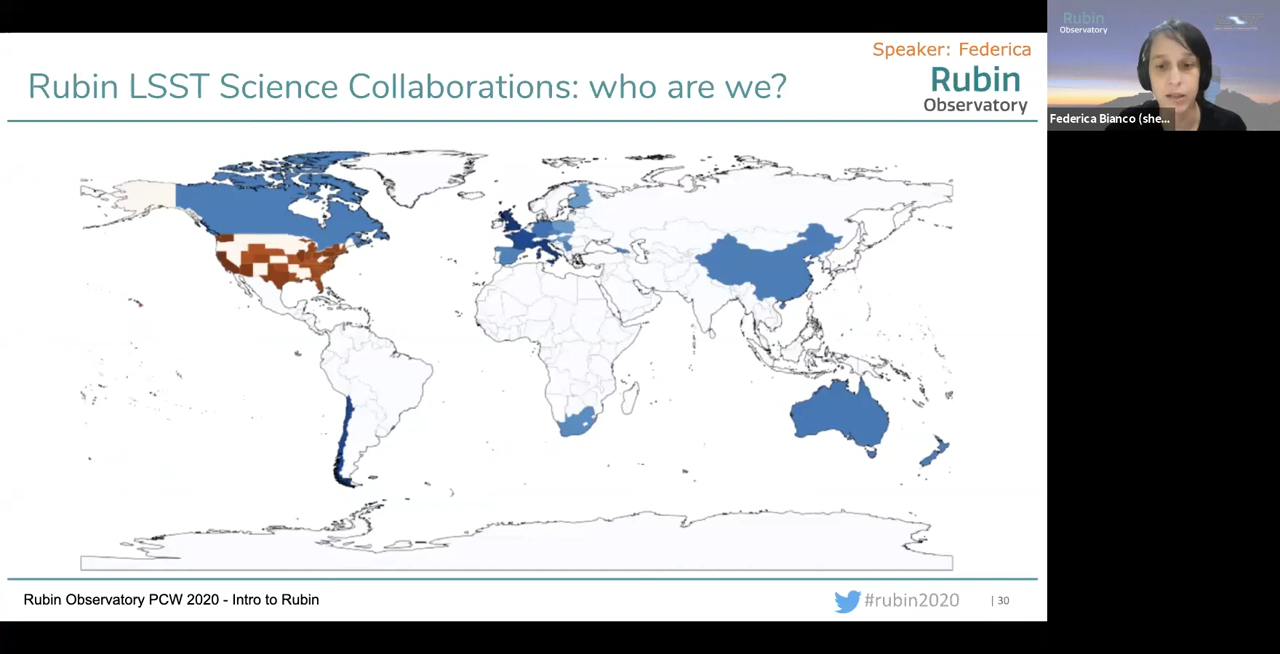 Speaker: Federica
Rubin LSST Science Collaborations: who are we?
Rubin
Observatory
Rubin Observatory PCW 2020 - Intro to Rubin
#rubin2020
| 30
Rubin
Observatory
Federica Bianco (she...